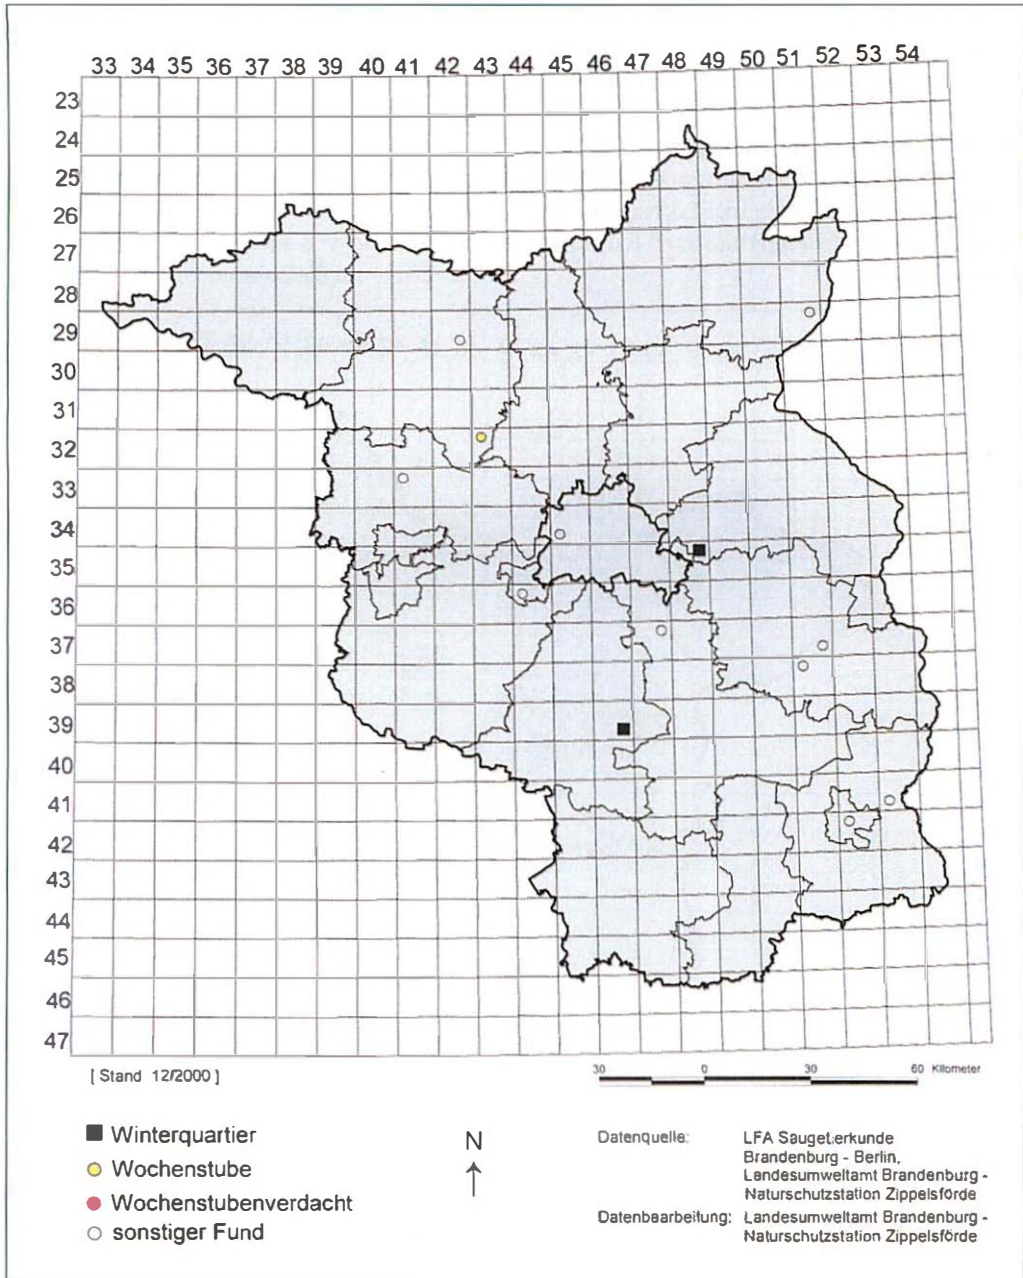 33 34 35 36 37 38 39 40 41 42 43 44 45 46 47 48 49 50 51 52 53 54
23
24
25
26
27
28
29
30
31
32
33
34
35
36
37
38
39
40
41
42
43
44
45
46
47
[ Stand 12/2000 ]
30 0 30 60 Kilometer
Winterquartier
Wochenstube
Wochenstubenverdacht
sonstiger Fund
N
Datenquelle: LFA Säugetierkunde
Brandenburg - Berlin,
Landesumweltamt Brandenburg -
Naturschutzstation Zippelsförde
Datenbearbeitung: Landesumweltamt Brandenburg -
Naturschutzstation Zippelsförde